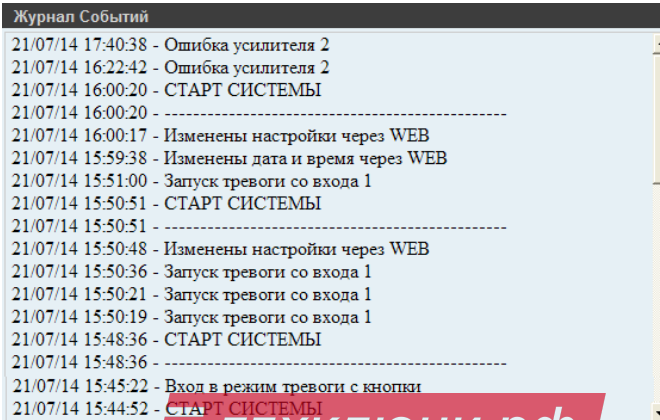 Журнал Событий
21/07/14 17:40:38 - Ошибка усилителя 2
21/07/14 16:22:42 - Ошибка усилителя 2
21/07/14 16:00:20 - СТАРТ СИСТЕМЫ
21/07/14 16:00:20 - ------------------------------------------------
21/07/14 16:00:17 - Изменены настройки через WEB
21/07/14 15:59:38 - Изменены дата и время через WEB
21/07/14 15:51:00 - Запуск тревоги со входа 1
21/07/14 15:50:51 - СТАРТ СИСТЕМЫ
21/07/14 15:50:51 - ------------------------------------------------
21/07/14 15:50:48 - Изменены настройки через WEB
21/07/14 15:50:36 - Запуск тревоги со входа 1
21/07/14 15:50:21 - Запуск тревоги со входа 1
21/07/14 15:50:19 - Запуск тревоги со входа 1
21/07/14 15:48:36 - СТАРТ СИСТЕМЫ
21/07/14 15:48:36 - ------------------------------------------------
21/07/14 15:45:22 - Вход в режим тревоги с кнопки
21/07/14 15:44:52 - СТАРТ СИСТЕМЫ